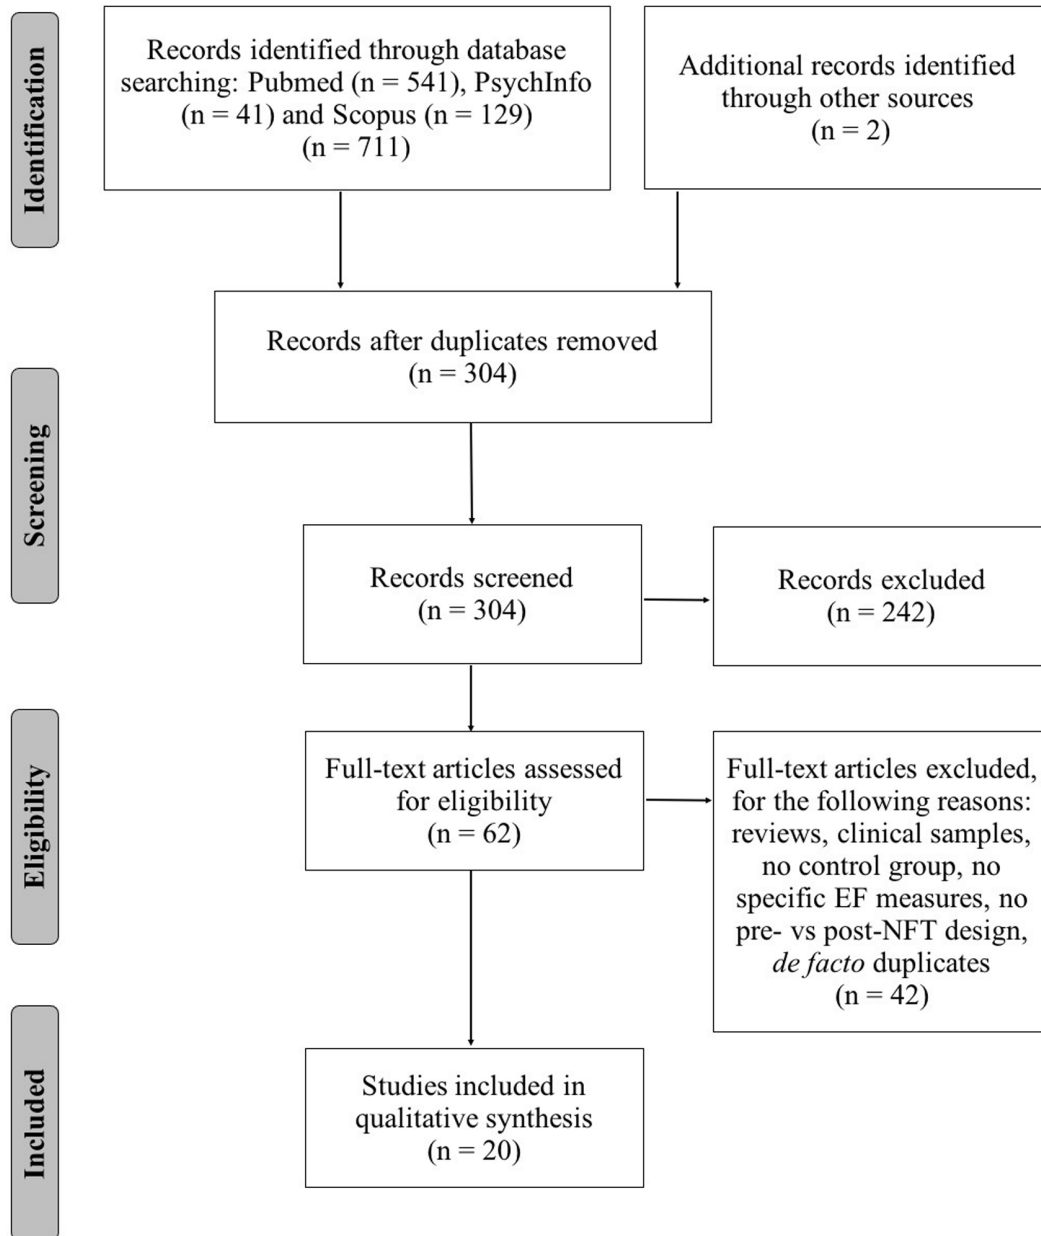 Identification
Records identified through database
searching: Pubmed (n = 541), PsychInfo
(n = 41) and Scopus (n = 129)
(n = 711)
Additional records identified
through other sources
(n = 2)
Records after duplicates removed
(n = 304)
Screening
Records screened
(n = 304)
Records excluded
(n = 242)
Eligibility
Full-text articles assessed
for eligibility
(n = 62)
Full-text articles excluded,
for the following reasons:
reviews, clinical samples,
no control group, no
specific EF measures, no
pre- vs post-NFT design,
de facto duplicates
(n = 42)
Included
Studies included in
qualitative synthesis
(n = 20)